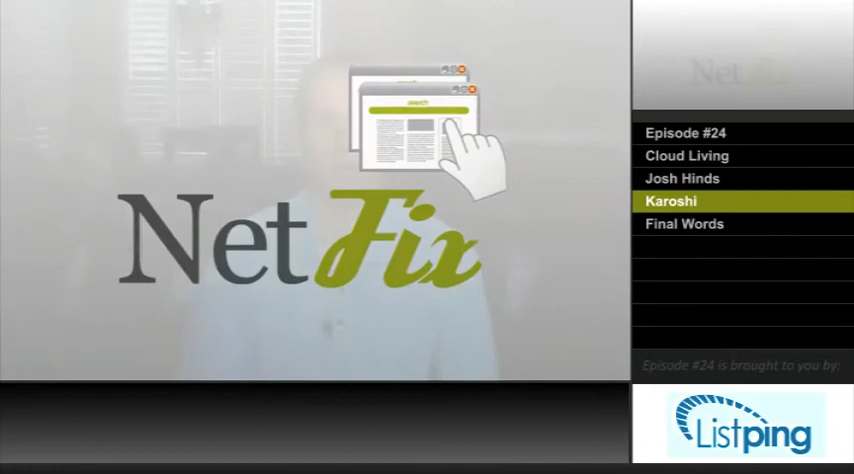 search
NetFix
NetFix
Episode #24
Cloud Living
Josh Hinds
Karoshi
Final Words
Episode #24 is brought to you by:
Listping